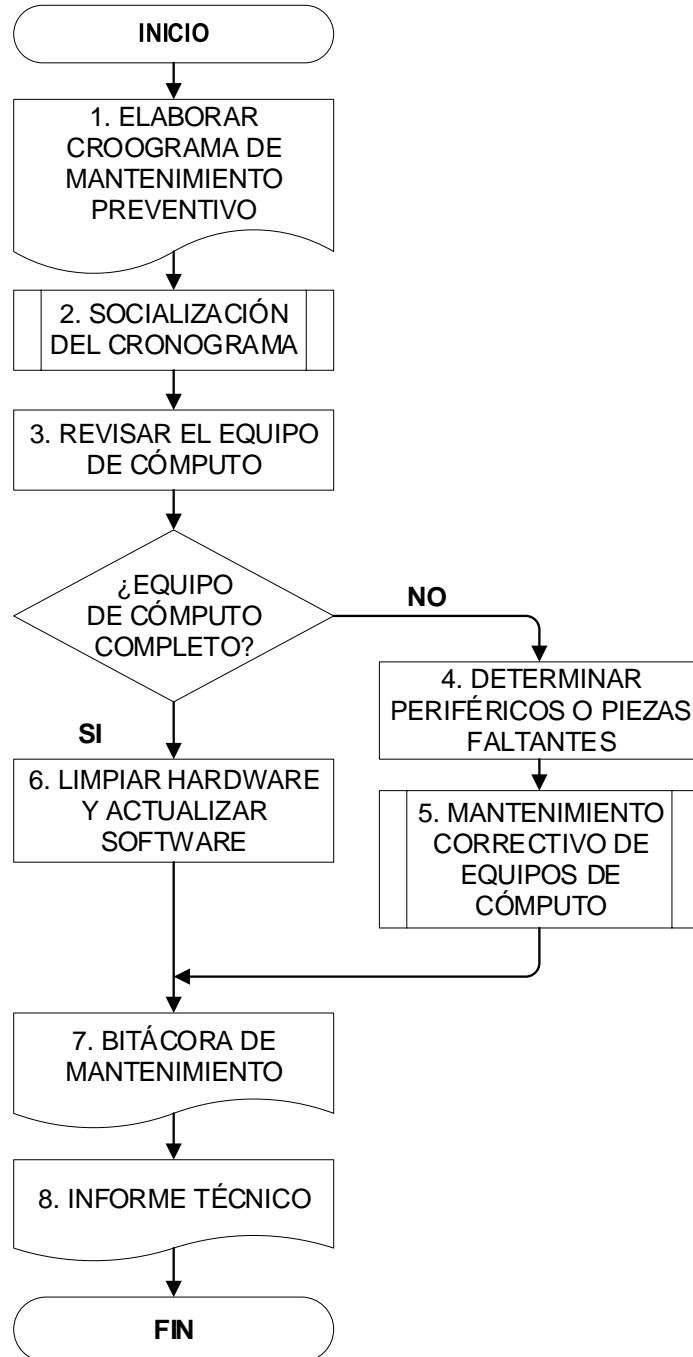 INICIO
1. ELABORAR
CROOGRAMA DE
MANTENIMIENTO
PREVENTIVO
2. SOCIALIZACIÓN
DEL CRONOGRAMA
3. REVISAR EL EQUIPO
DE CÓMPUTO
¿EQUIPO
DE CÓMPUTO
COMPLETO?
NO
4. DETERMINAR
PERIFÉRICOS O PIEZAS
FALTANTES
SI
6. LIMPIAR HARDWARE
Y ACTUALIZAR
SOFTWARE
5. MANTENIMIENTO
CORRECTIVO DE
EQUIPOS DE
CÓMPUTO
7. BITÁCORA DE
MANTENIMIENTO
8. INFORME TÉCNICO
FIN